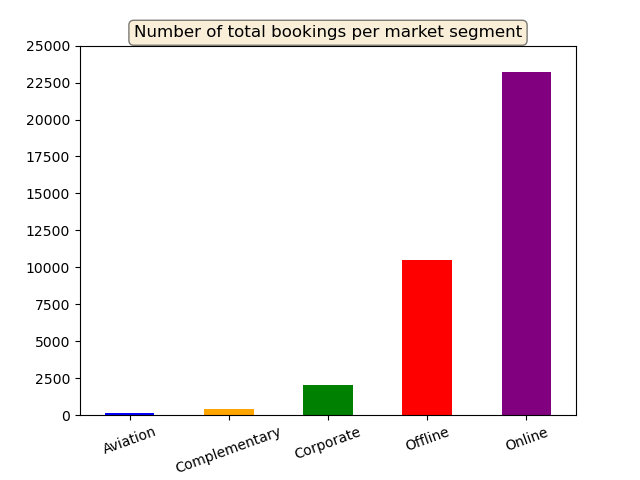 Number of total bookings per market segment
25000
22500
20000
17500
15000
12500
10000
7500
5000
2500
0
Aviation
Complementary
Corporate
Offline
Online